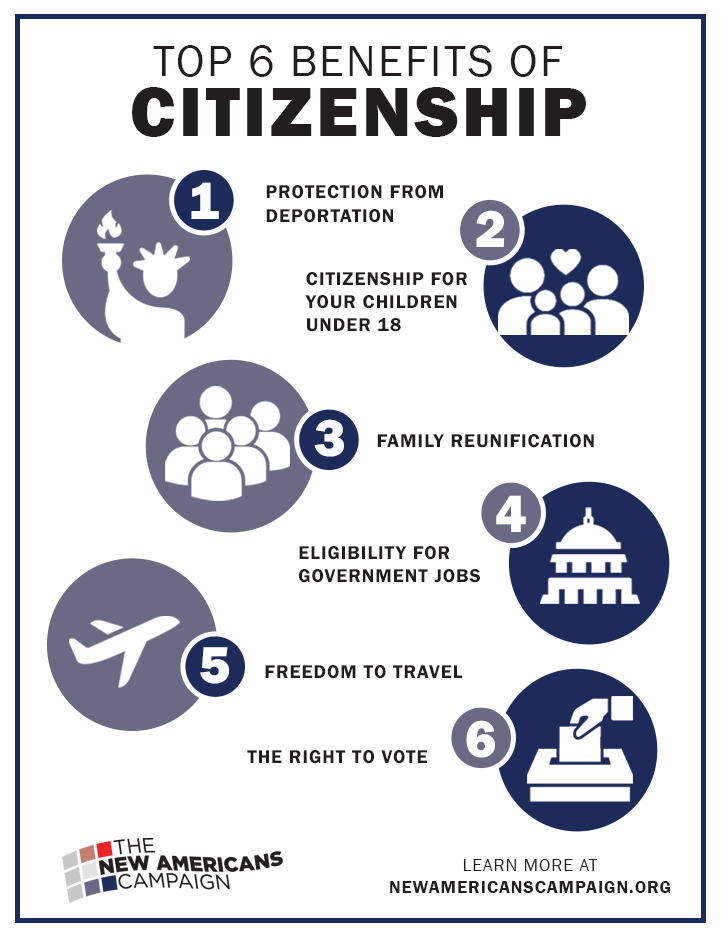 TOP 6 BENEFITS OF
CITIZENSHIP
1
PROTECTION FROM
DEPORTATION
2
CITIZENSHIP FOR
YOUR CHILDREN
UNDER 18
3
FAMILY REUNIFICATION
4
ELIGIBILITY FOR
GOVERNMENT JOBS
5
FREEDOM TO TRAVEL
6
THE RIGHT TO VOTE
THE
NEW AMERICANS
CAMPAIGN
LEARN MORE AT
NEWAMERICANSCAMPAIGN.ORG